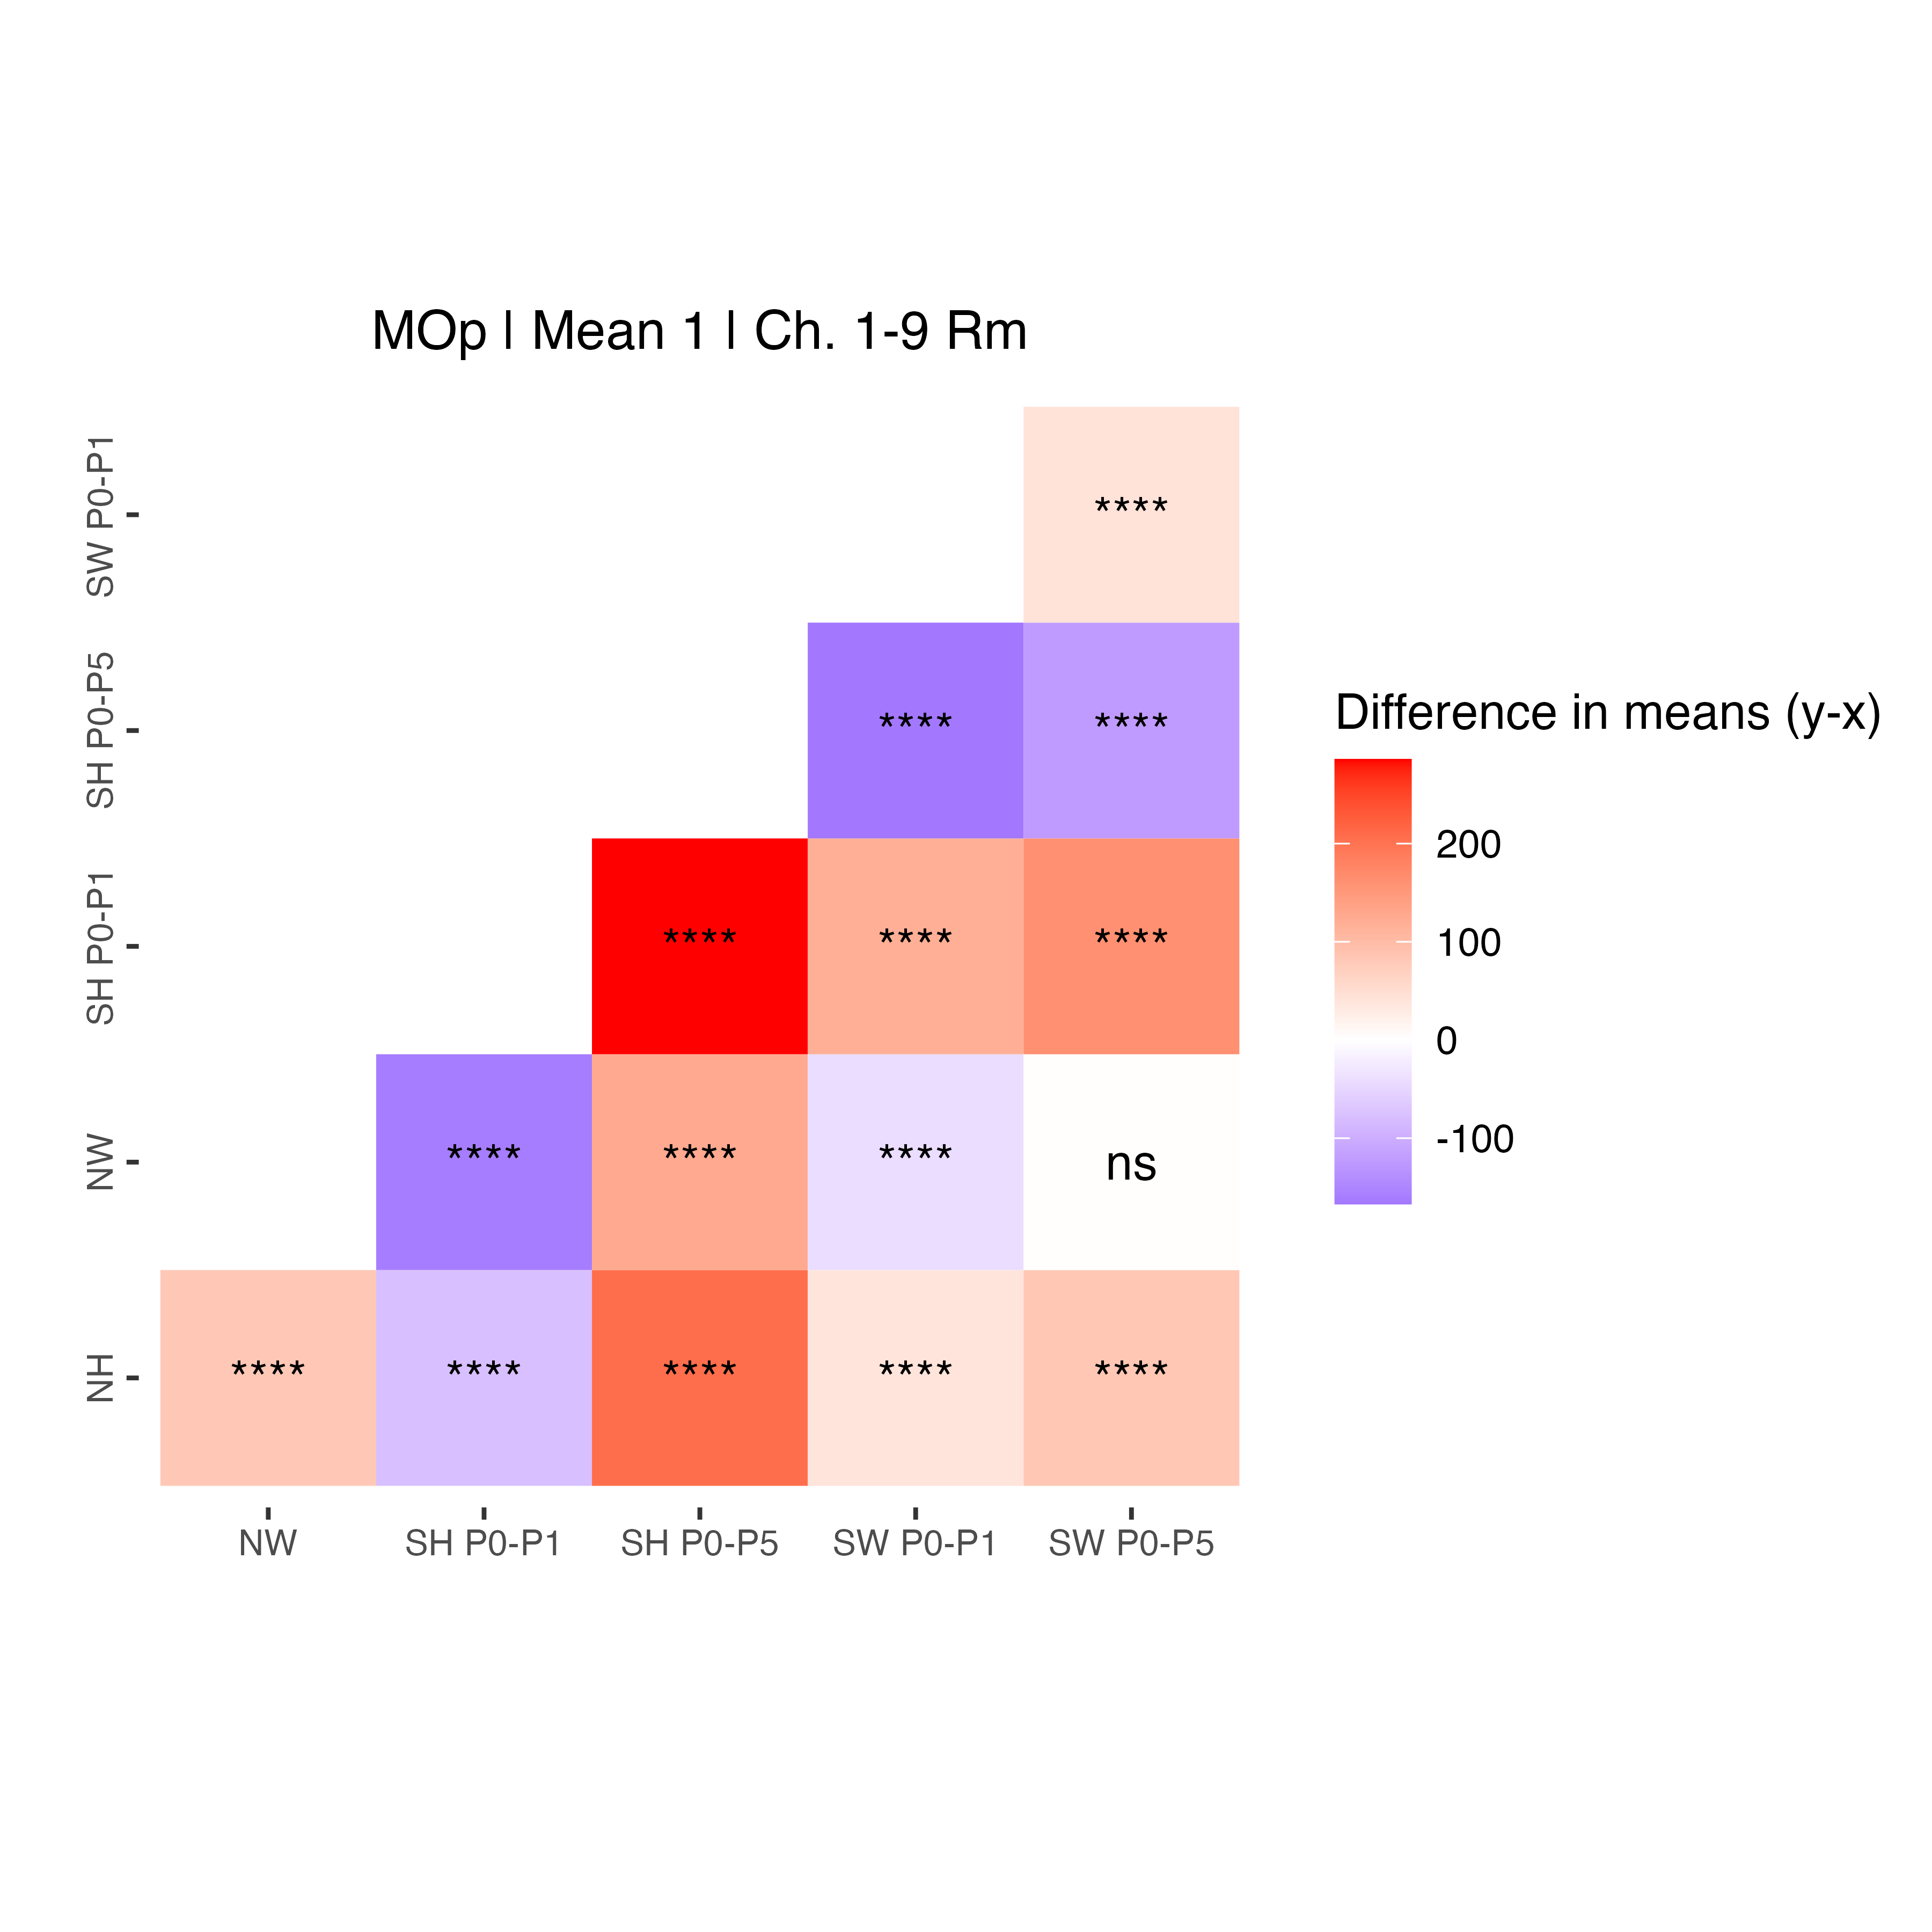 MOp | Mean 1 | Ch. 1-9 Rm
SW P0-P1
****
SH P0-P5
**** ****
SH P0-P1
**** **** ****
NW
**** **** **** ns
NH
**** **** **** **** ****
NW SH P0-P1 SH P0-P5 SW P0-P1 SW P0-P5
Difference in means (y-x)
200
100
0
-100